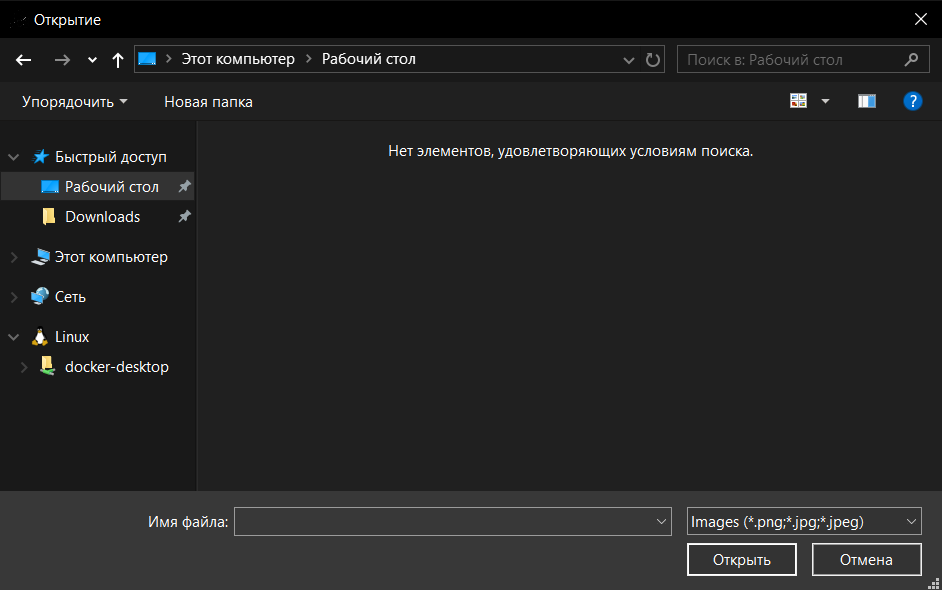 Открытие
Этот компьютер Рабочий стол
Поиск в: Рабочий стол
Упорядочить Новая папка
?
Быстрый доступ
Рабочий стол
Downloads
Этот компьютер
Сеть
Linux
docker-desktop
Нет элементов, удовлетворяющих условиям поиска.
Имя файла:
Images (*.png;*.jpg;*.jpeg)
Открыть Отмена